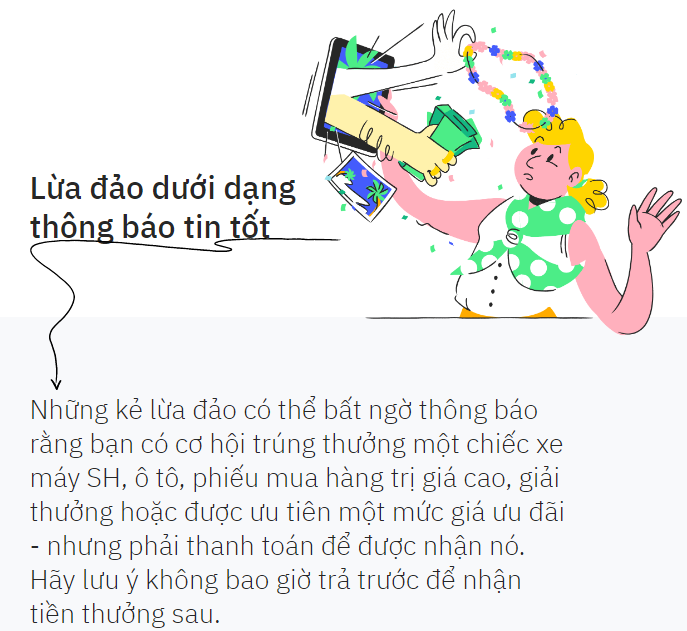 Lừa đảo dưới dạng
thông báo tin tốt
Những kẻ lừa đảo có thể bất ngờ thông báo
rằng bạn có cơ hội trúng thưởng một chiếc xe
máy SH, ô tô, phiếu mua hàng trị giá cao, giải
thưởng hoặc được ưu tiên một mức giá ưu đãi
- nhưng phải thanh toán để được nhận nó.
Hãy lưu ý không bao giờ trả trước để nhận
tiền thưởng sau.